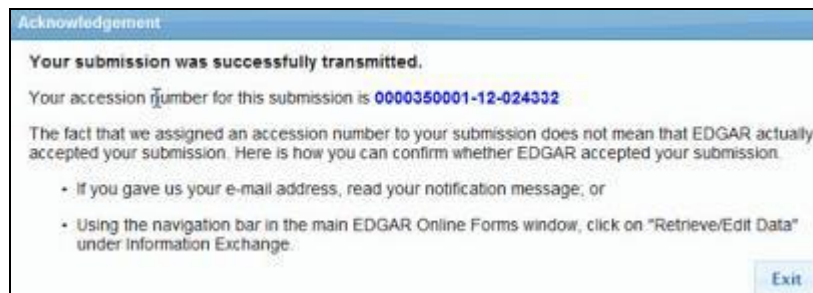 Acknowledgement
Your submission was successfully transmitted.
Your accession number for this submission is 0000350001-12-024332
The fact that we assigned an accession number to your submission does not mean that EDGAR actually
accepted your submission. Here is how you can confirm whether EDGAR accepted your submission.
• If you gave us your e-mail address, read your notification message; or
• Using the navigation bar in the main EDGAR Online Forms window, click on "Retrieve/Edit Data"
under Information Exchange.
Exit